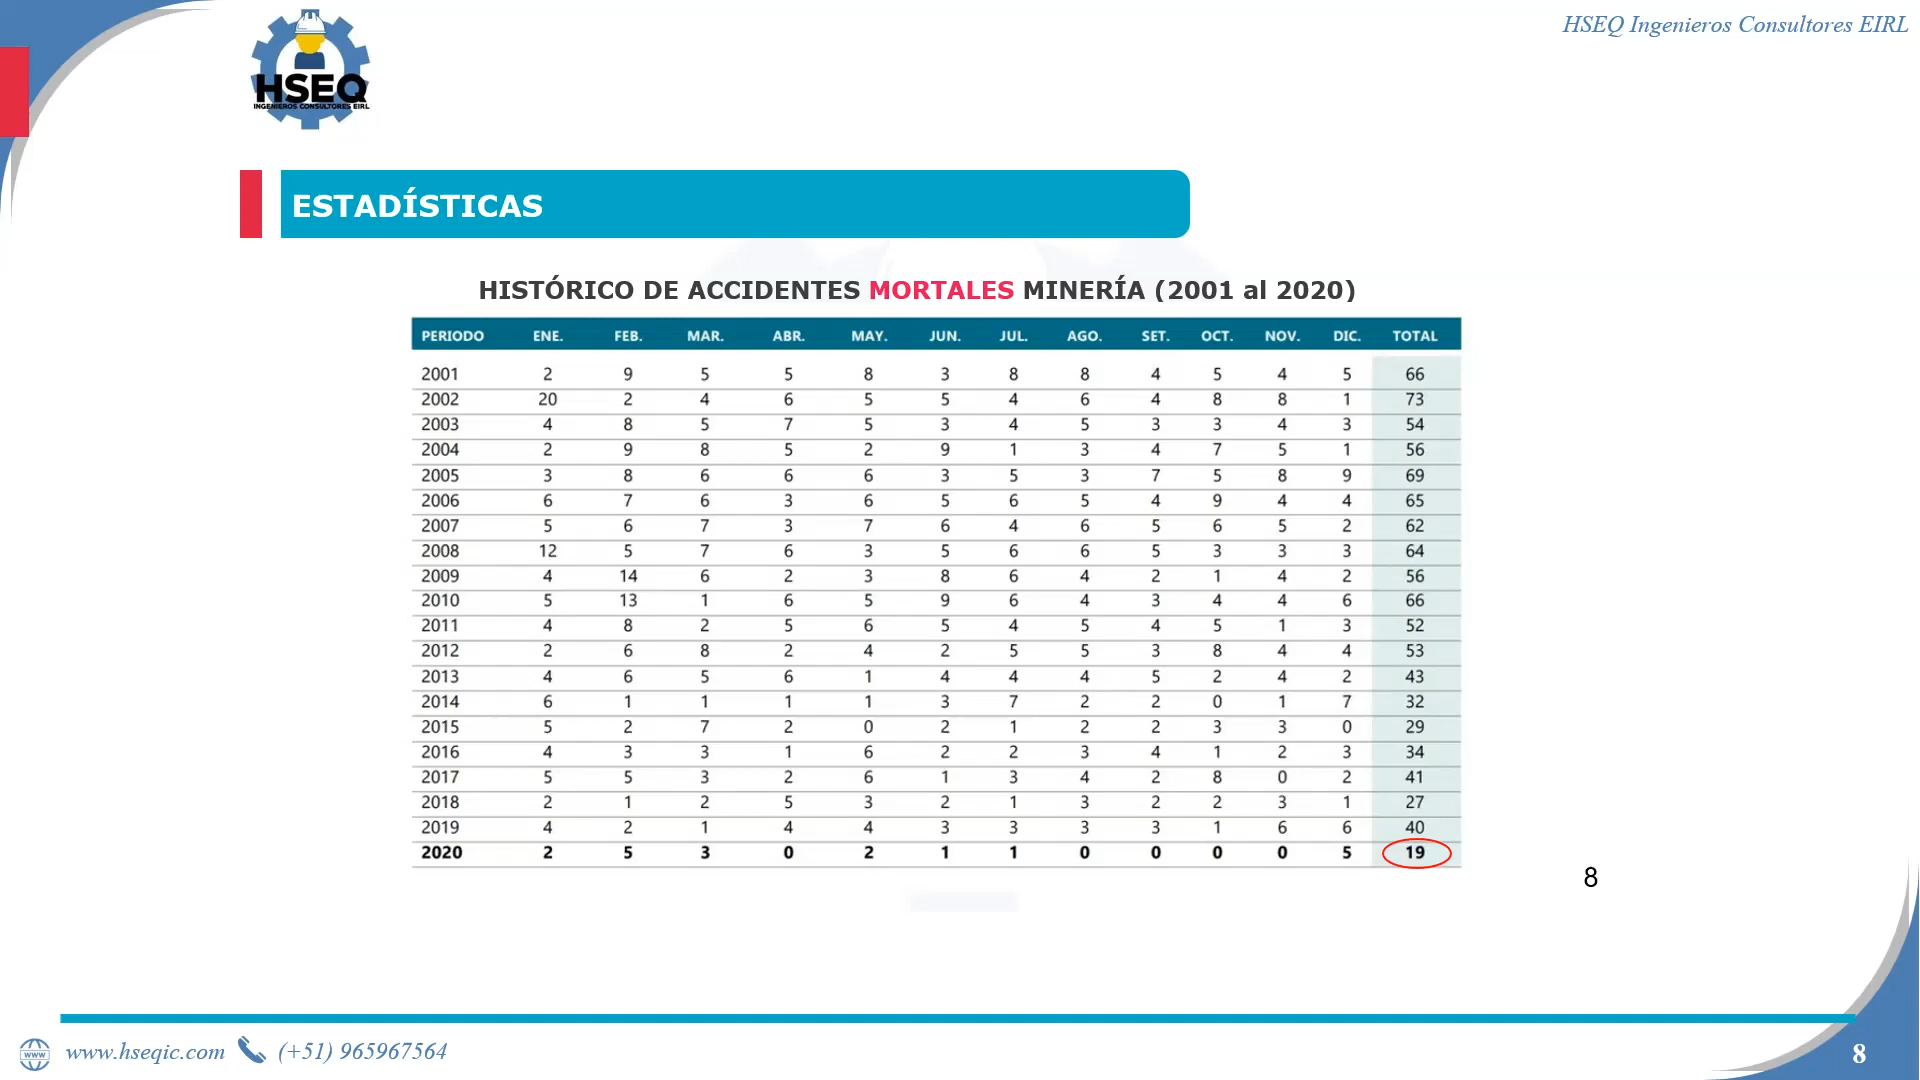 HSEQ Ingenieros Consultores EIRL
HSEQ
INGENIEROS CONSULTORES EIRL
ESTADÍSTICAS
HISTÓRICO DE ACCIDENTES MORTALES MINERÍA (2001 al 2020)
PERIODO ENE. FEB. MAR. ABR. MAY. JUN. JUL. AGO. SET. OCT. NOV. DIC. TOTAL
2001 2 9 5 5 8 3 8 8 4 5 4 5 66
2002 20 2 4 6 5 5 4 6 4 8 8 1 73
2003 4 8 5 7 5 3 4 5 3 3 4 3 54
2004 2 9 8 5 2 9 1 3 4 7 5 1 56
2005 3 8 6 6 6 3 5 3 7 5 8 9 69
2006 6 7 6 3 6 5 6 5 4 9 4 4 65
2007 5 6 7 3 7 6 4 6 5 6 5 2 62
2008 12 5 7 6 3 5 6 6 5 3 3 3 64
2009 4 14 6 2 3 8 6 4 2 1 4 2 56
2010 5 13 1 6 5 9 6 4 3 4 4 6 66
2011 4 8 2 5 6 5 4 5 4 5 1 3 52
2012 2 6 8 2 4 2 5 5 3 8 4 4 53
2013 4 6 5 6 1 4 4 4 5 2 4 2 43
2014 6 1 1 1 1 3 7 2 2 0 1 7 32
2015 5 2 7 2 0 2 1 2 2 3 3 0 29
2016 4 3 3 1 6 2 2 3 4 1 2 3 34
2017 5 5 3 2 6 1 3 4 2 8 0 2 41
2018 2 1 2 5 3 2 1 3 2 2 3 1 27
2019 4 2 1 4 4 3 3 3 3 1 6 6 40
2020 2 5 3 0 2 1 1 0 0 0 0 5 19
8
www www.hseqic.com (+51) 965967564
8